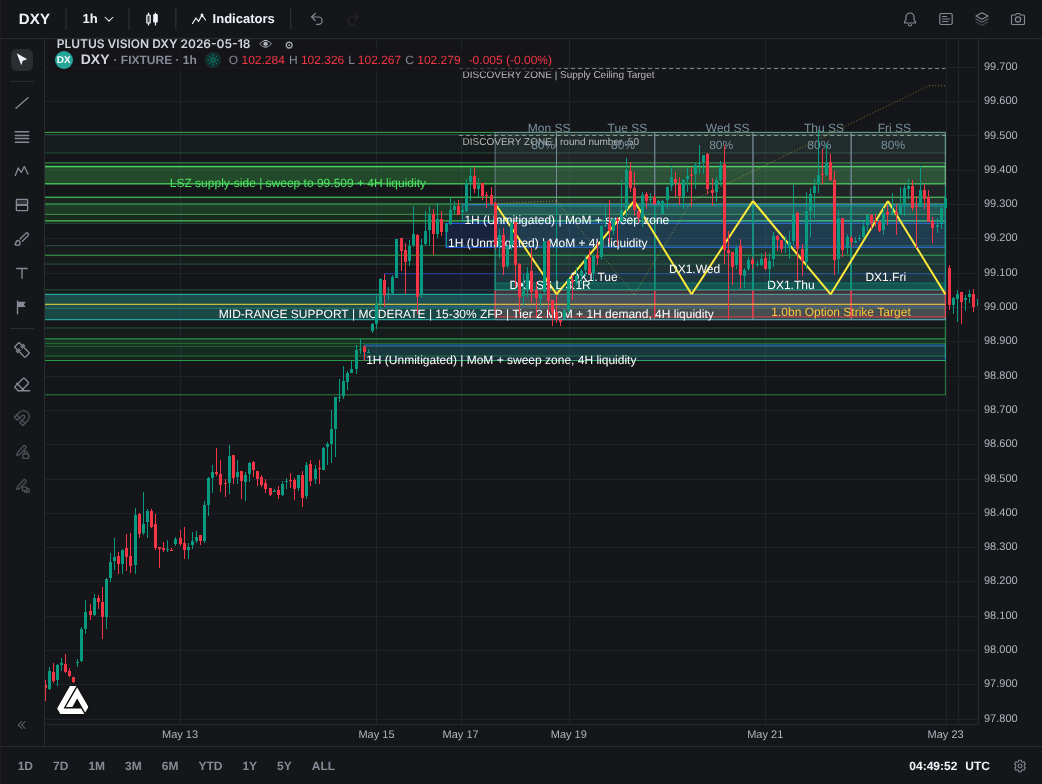 DXY 1h Indicators
PLUTUS VISION DXY 2026-05-18
DX DXY · FIXTURE · 1h O 102.284 H 102.326 L 102.267 C 102.279 -0.005 (-0.00%)
DISCOVERY ZONE | Supply Ceiling Target
Mon SS Tue SS Wed SS Thu SS Fri SS
DISCOVERY ZONE | round number .50
80% 80% 80% 80% 80%
LSZ supply-side | sweep to 99.509 + 4H liquidity
1H (Unmitigated) | MoM + sweep zone
1H (Unmitigated) | MoM + 4H liquidity
DX1.Wed
DX1.Tue
DX1.Fri
DX1.Thu
MID-RANGE SUPPORT | MODERATE | 15-30% ZFP | Tier 2 MoM + 1H demand, 4H liquidity
1.0bn Option Strike Target
1H (Unmitigated) | MoM + sweep zone, 4H liquidity
99.700
99.600
99.500
99.400
99.300
99.200
99.100
99.000
98.900
98.800
98.700
98.600
98.500
98.400
98.300
98.200
98.100
98.000
97.900
97.800
May 13 May 15 May 17 May 19 May 21 May 23
1D 7D 1M 3M 6M YTD 1Y 5Y ALL 04:49:52 UTC